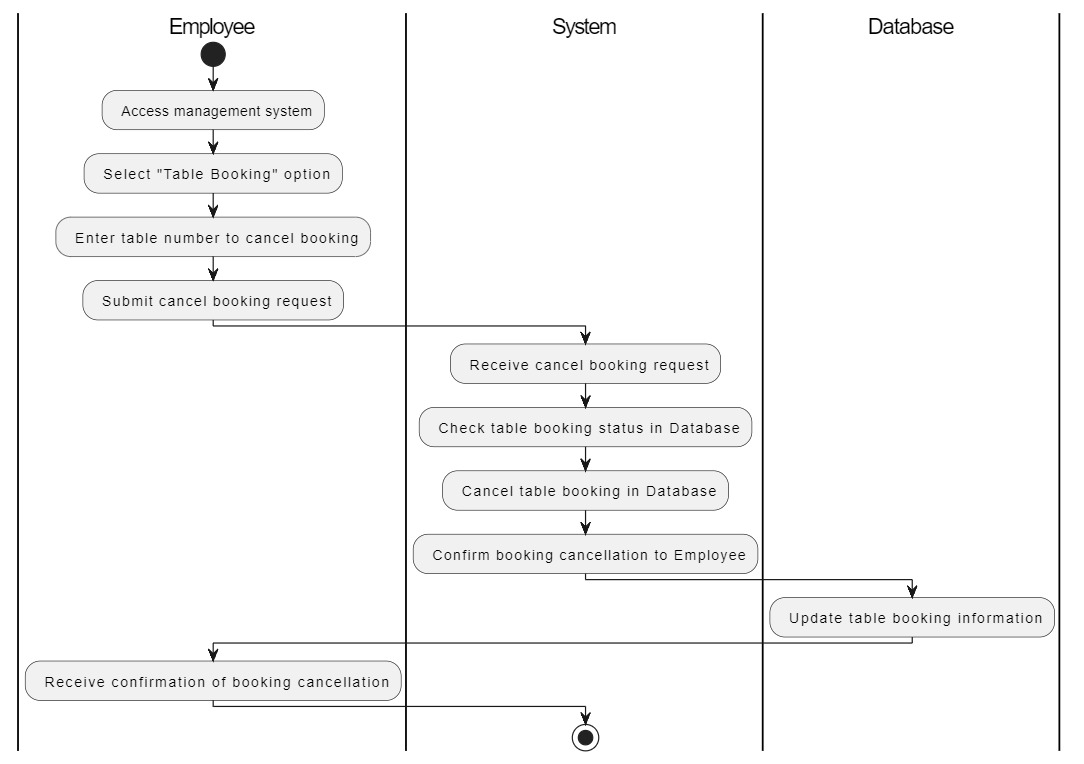 Employee
System
Database
Access management system
Select "Table Booking" option
Enter table number to cancel booking
Submit cancel booking request
Receive cancel booking request
Check table booking status in Database
Cancel table booking in Database
Confirm booking cancellation to Employee
Update table booking information
Receive confirmation of booking cancellation